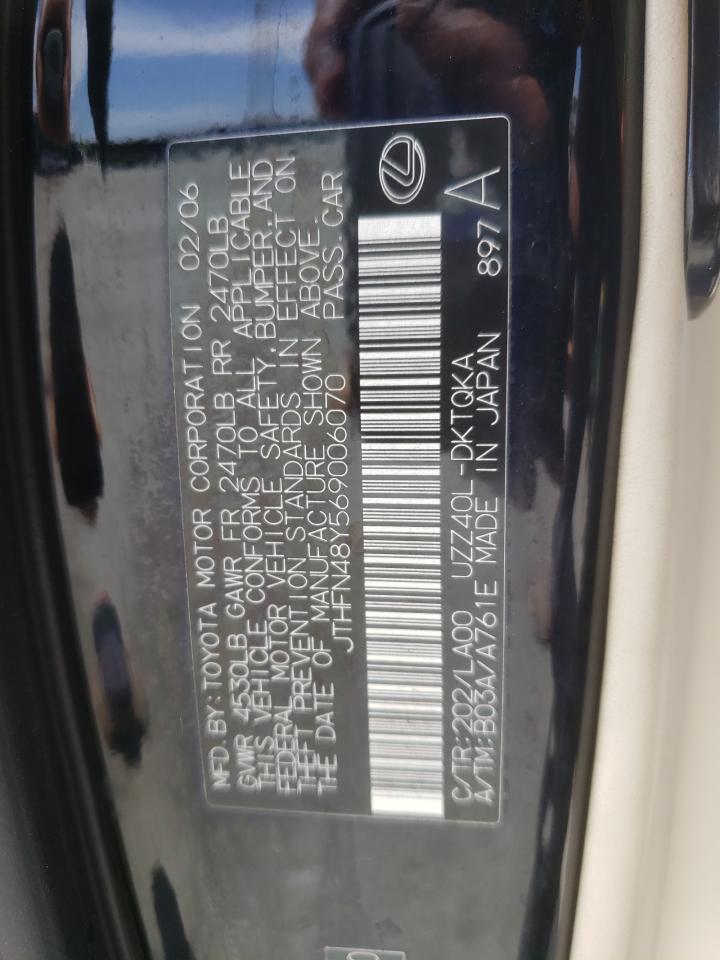 MFD.BY:TOYOTA MOTOR CORPORATION 02/06
GVWR 4530LB GAWR FR 2470LB RR 2470LB
THIS VEHICLE CONFORMS TO ALL APPLICABLE
FEDERAL MOTOR VEHICLE SAFETY,BUMPER,AND
THEFT PREVENTION STANDARDS IN EFFECT ON
THE DATE OF MANUFACTURE SHOWN ABOVE.
JTHFN48Y569006070 PASS.CAR
C/TR:202/LA00 UZZ40L-DKTQKA
A/TM:B03A/A761E MADE IN JAPAN 897 A